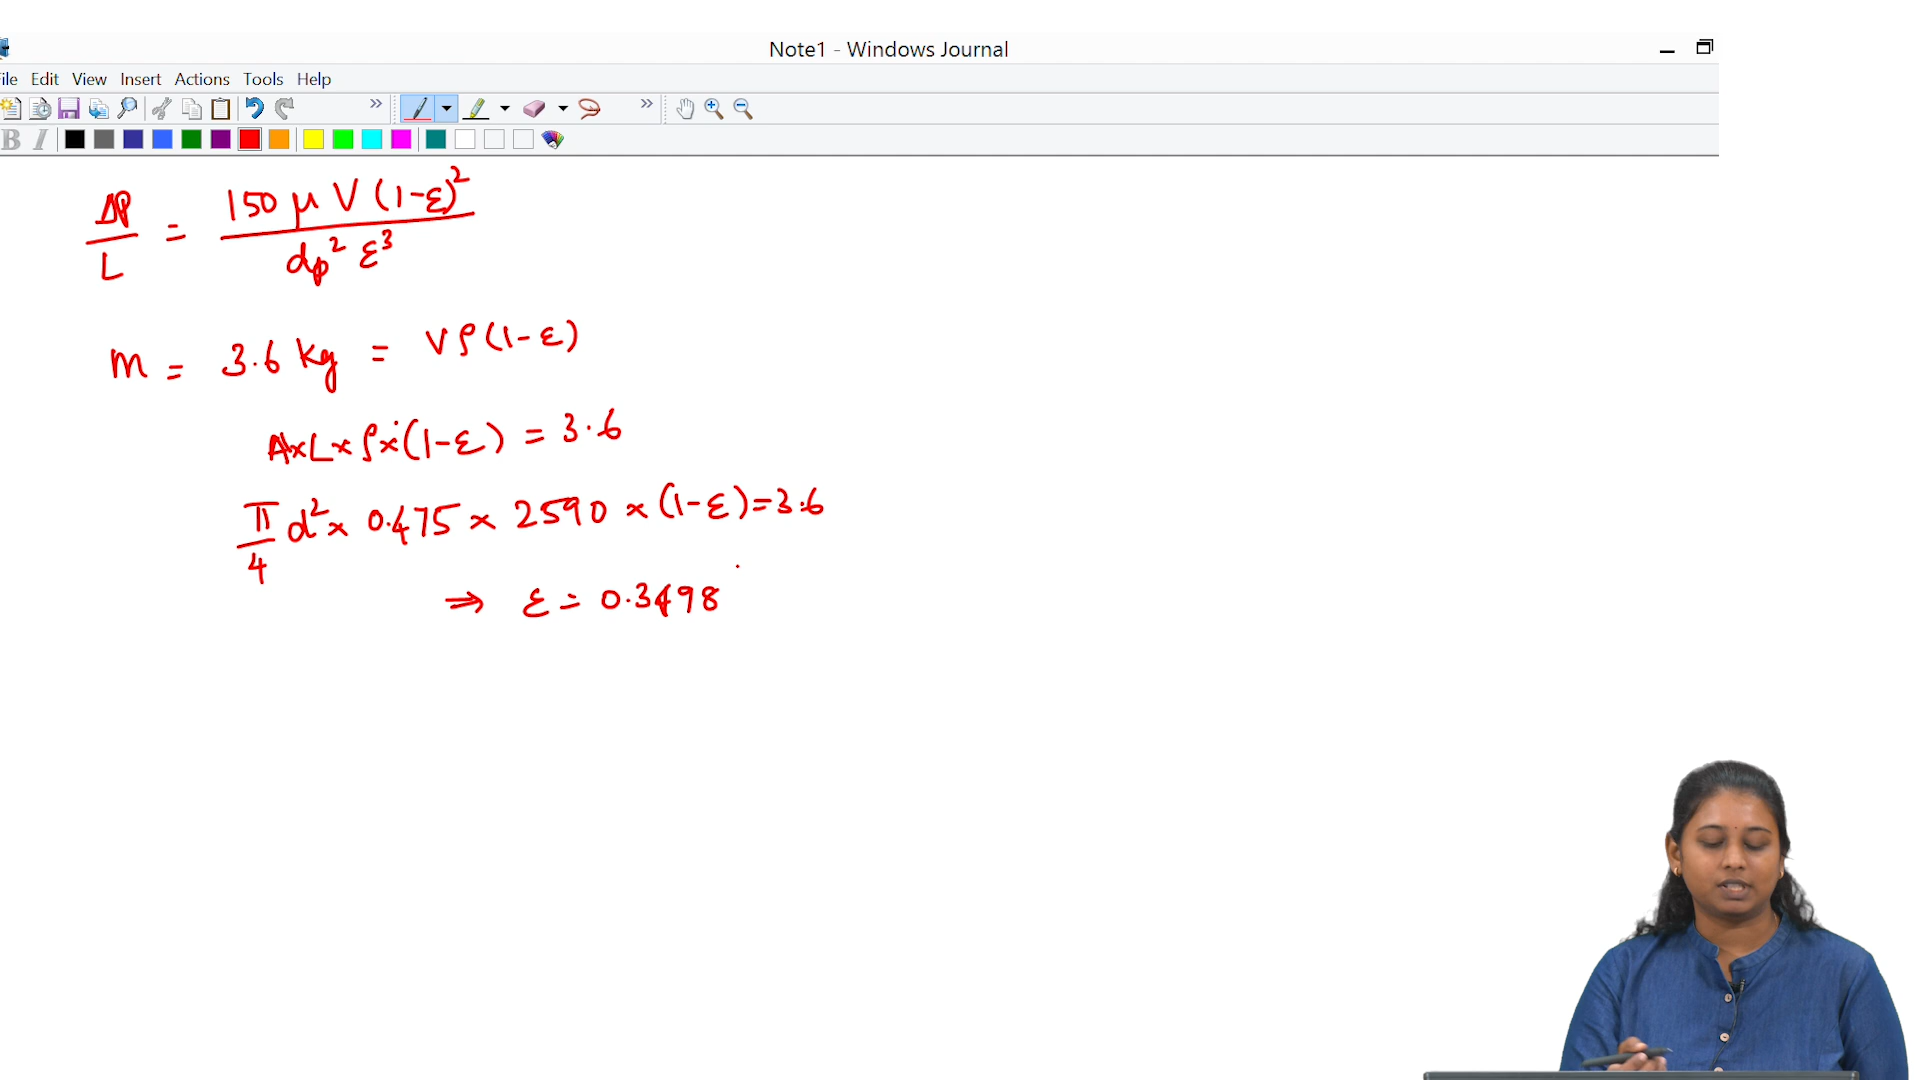 Note1 - Windows Journal
ile Edit View Insert Actions Tools Help
B I
ΔP/L = 150 μ V (1-ε)² / dp² ε³
m = 3.6 kg = Vρ(1-ε)
A×L×ρ×(1-ε) = 3.6
π/4 d² × 0.475 × 2590 × (1-ε) = 3.6
⇒ ε = 0.3498